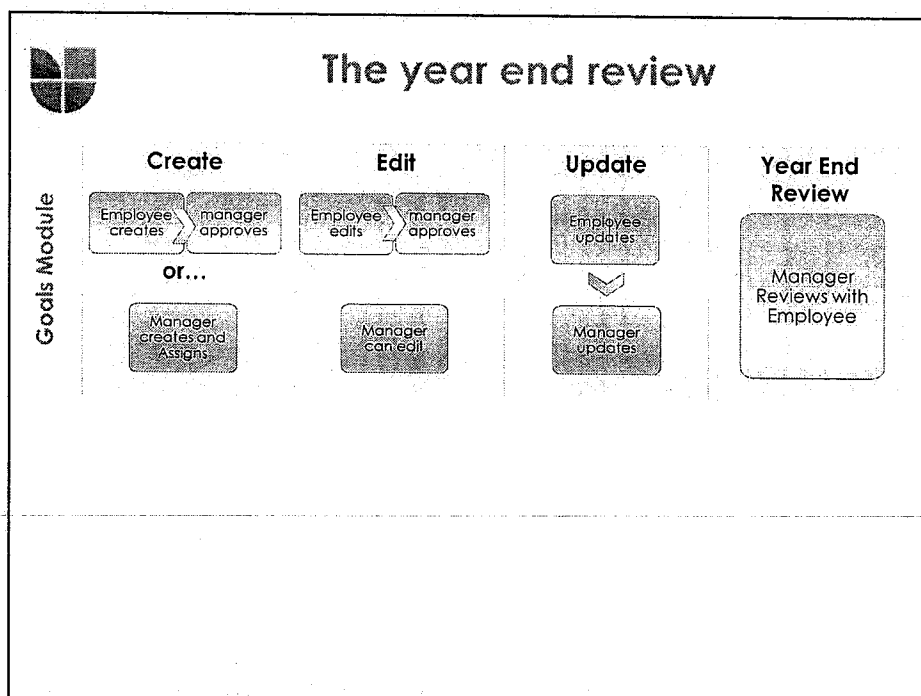 The year end review
Goals Module
Create
Employee
creates
manager
approves
or...
Manager
creates and
Assigns
Edit
Employee
edits
manager
approves
Manager
can edit
Update
Employee
updates
Manager
updates
Year End
Review
Manager
Reviews with
Employee